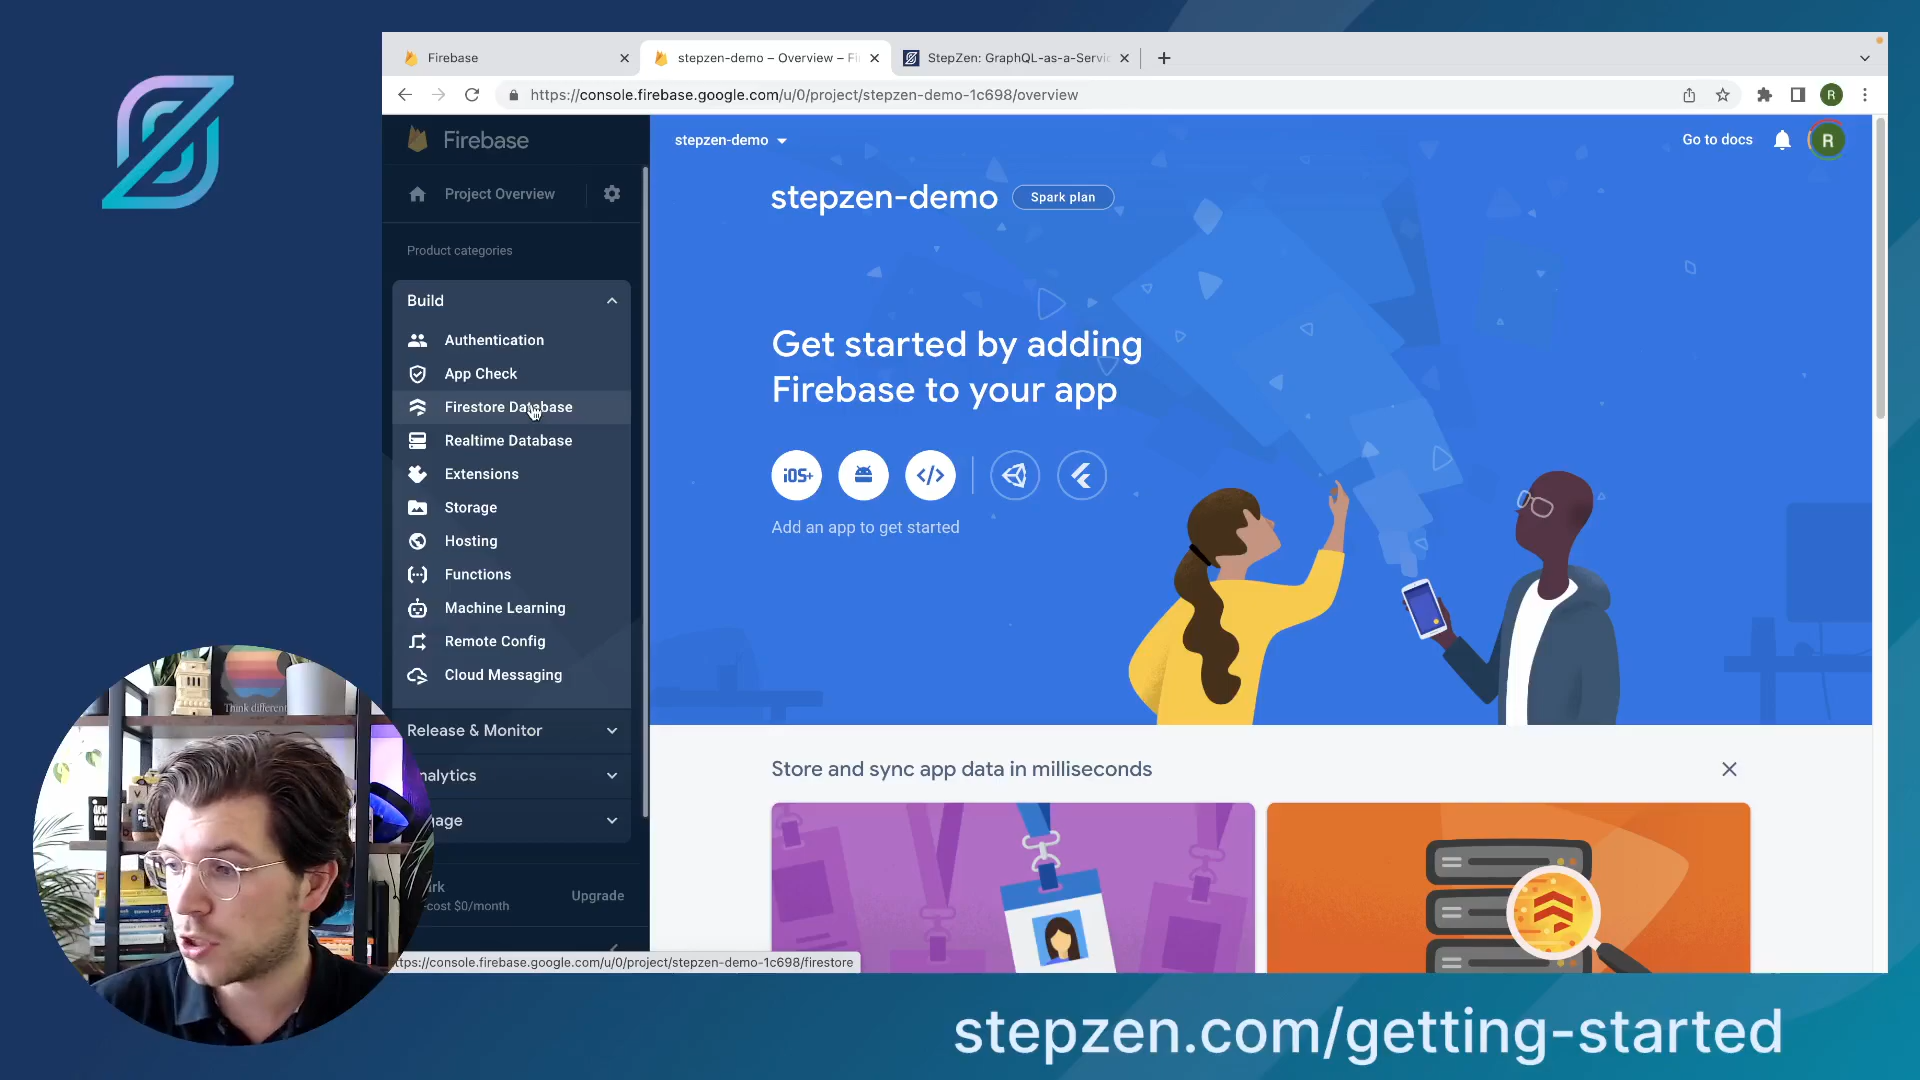 Firebase
stepzen-demo – Overview – Fi
StepZen: GraphQL-as-a-Servi
https://console.firebase.google.com/u/0/project/stepzen-demo-1c698/overview
R
Firebase
stepzen-demo
Go to docs
R
Project Overview
stepzen-demo
Spark plan
Product categories
Build
Authentication
App Check
Firestore Database
Realtime Database
Extensions
Storage
Hosting
Functions
Machine Learning
Remote Config
Cloud Messaging
Release & Monitor
nalytics
age
rk
-cost $0/month
Upgrade
Get started by adding
Firebase to your app
iOS+
Add an app to get started
Store and sync app data in milliseconds
ttps://console.firebase.google.com/u/0/project/stepzen-demo-1c698/firestore
Think different
stepzen.com/getting-started